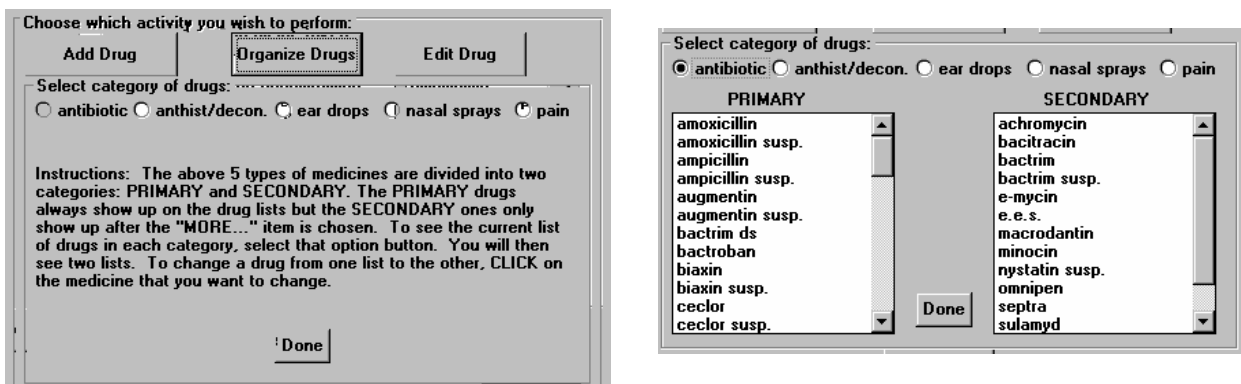 Choose which activity you wish to perform:
Add Drug Organize Drugs Edit Drug
Select category of drugs:
antibiotic anthist/decon. ear drops nasal sprays pain
Instructions: The above 5 types of medicines are divided into two
categories: PRIMARY and SECONDARY. The PRIMARY drugs
always show up on the drug lists but the SECONDARY ones only
show up after the "MORE..." item is chosen. To see the current list
of drugs in each category, select that option button. You will then
see two lists. To change a drug from one list to the other, CLICK on
the medicine that you want to change.
Done
Select category of drugs:
antibiotic anthist/decon. ear drops nasal sprays pain
PRIMARY
amoxicillin
amoxicillin susp.
ampicillin
ampicillin susp.
augmentin
augmentin susp.
bactrim ds
bactroban
biaxin
biaxin susp.
ceclor
ceclor susp.
Done
SECONDARY
achromycin
bacitracin
bactrim
bactrim susp.
e-mycin
e.e.s.
macrodantin
minocin
nystatin susp.
omnipen
septra
sulamyd